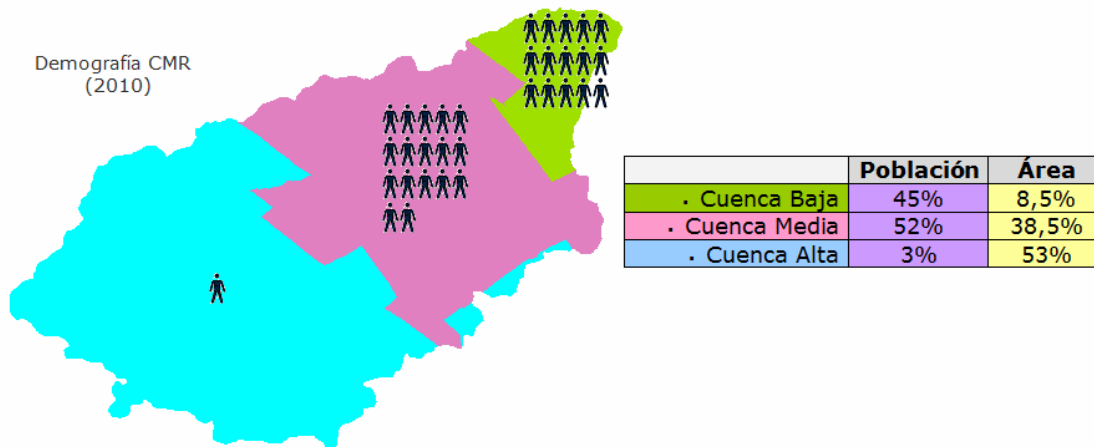 Demografía CMR
(2010)
Población Área
. Cuenca Baja 45% 8,5%
. Cuenca Media 52% 38,5%
. Cuenca Alta 3% 53%